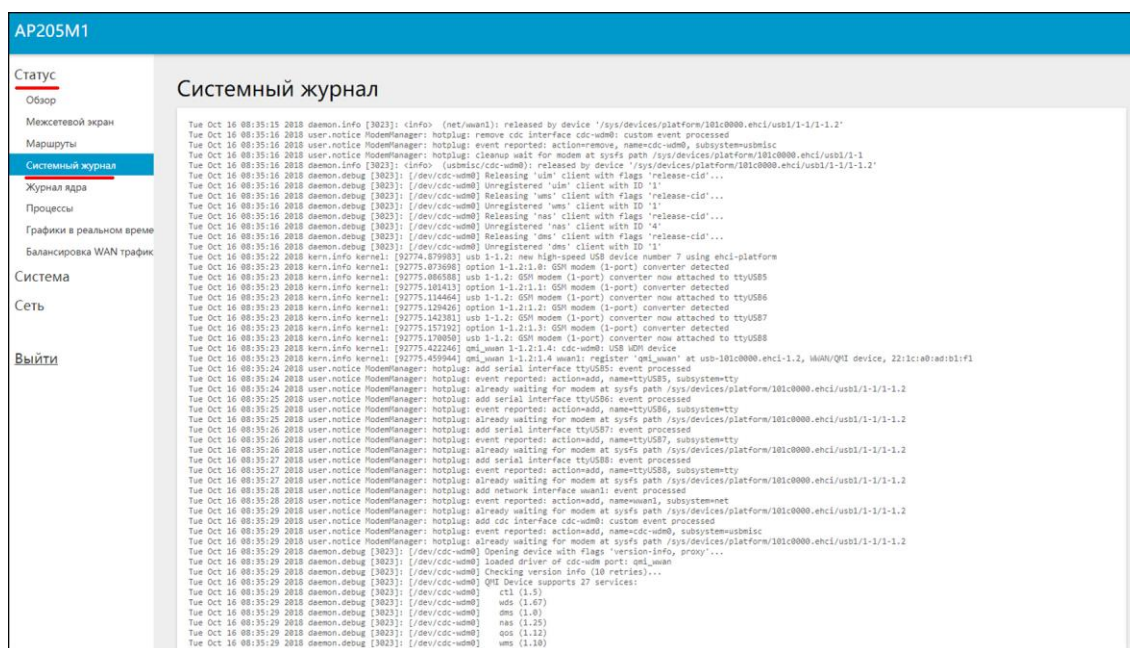 AP205M1
Статус
Обзор
Межсетевой экран
Маршруты
Системный журнал
Журнал ядра
Процессы
Графики в реальном време
Балансировка WAN трафик
Система
Сеть
Выйти
Системный журнал
Tue Oct 16 08:35:15 2018 daemon.info [3023]: <info>  (net/wwan1): released by device '/sys/devices/platform/101c0000.ehci/usb1/1-1/1-1.2'
Tue Oct 16 08:35:16 2018 user.notice ModemManager: hotplug: remove cdc interface cdc-wdm0: custom event processed
Tue Oct 16 08:35:16 2018 user.notice ModemManager: hotplug: event reported: action=remove, name=cdc-wdm0, subsystem=usbmisc
Tue Oct 16 08:35:16 2018 user.notice ModemManager: hotplug: cleanup wait for modem at sysfs path /sys/devices/platform/101c0000.ehci/usb1/1-1
Tue Oct 16 08:35:16 2018 daemon.info [3023]: <info>  (usbmisc/cdc-wdm0): released by device '/sys/devices/platform/101c0000.ehci/usb1/1-1/1-1.2'
Tue Oct 16 08:35:16 2018 daemon.debug [3023]: [/dev/cdc-wdm0] Releasing 'uim' client with flags 'release-cid'...
Tue Oct 16 08:35:16 2018 daemon.debug [3023]: [/dev/cdc-wdm0] Unregistered 'uim' client with ID '1'
Tue Oct 16 08:35:16 2018 daemon.debug [3023]: [/dev/cdc-wdm0] Releasing 'wms' client with flags 'release-cid'...
Tue Oct 16 08:35:16 2018 daemon.debug [3023]: [/dev/cdc-wdm0] Unregistered 'wms' client with ID '1'
Tue Oct 16 08:35:16 2018 daemon.debug [3023]: [/dev/cdc-wdm0] Releasing 'nas' client with flags 'release-cid'...
Tue Oct 16 08:35:16 2018 daemon.debug [3023]: [/dev/cdc-wdm0] Unregistered 'nas' client with ID '4'
Tue Oct 16 08:35:16 2018 daemon.debug [3023]: [/dev/cdc-wdm0] Releasing 'dms' client with flags 'release-cid'...
Tue Oct 16 08:35:16 2018 daemon.debug [3023]: [/dev/cdc-wdm0] Unregistered 'dms' client with ID '1'
Tue Oct 16 08:35:22 2018 kern.info kernel: [92774.879983] usb 1-1.2: new high-speed USB device number 7 using ehci-platform
Tue Oct 16 08:35:23 2018 kern.info kernel: [92775.073698] option 1-1.2:1.0: GSM modem (1-port) converter detected
Tue Oct 16 08:35:23 2018 kern.info kernel: [92775.086588] usb 1-1.2: GSM modem (1-port) converter now attached to ttyUSB5
Tue Oct 16 08:35:23 2018 kern.info kernel: [92775.101413] option 1-1.2:1.1: GSM modem (1-port) converter detected
Tue Oct 16 08:35:23 2018 kern.info kernel: [92775.114464] usb 1-1.2: GSM modem (1-port) converter now attached to ttyUSB6
Tue Oct 16 08:35:23 2018 kern.info kernel: [92775.129426] option 1-1.2:1.2: GSM modem (1-port) converter detected
Tue Oct 16 08:35:23 2018 kern.info kernel: [92775.142381] usb 1-1.2: GSM modem (1-port) converter now attached to ttyUSB7
Tue Oct 16 08:35:23 2018 kern.info kernel: [92775.157192] option 1-1.2:1.3: GSM modem (1-port) converter detected
Tue Oct 16 08:35:23 2018 kern.info kernel: [92775.170050] usb 1-1.2: GSM modem (1-port) converter now attached to ttyUSB8
Tue Oct 16 08:35:23 2018 kern.info kernel: [92775.422246] qmi_wwan 1-1.2:1.4: cdc-wdm0: USB WDM device
Tue Oct 16 08:35:23 2018 kern.info kernel: [92775.459944] qmi_wwan 1-1.2:1.4 wwan1: register 'qmi_wwan' at usb-101c0000.ehci-1.2, WWAN/QMI device, 22:1c:a0:ad:b1:f1
Tue Oct 16 08:35:24 2018 user.notice ModemManager: hotplug: add serial interface ttyUSB5: event processed
Tue Oct 16 08:35:24 2018 user.notice ModemManager: hotplug: event reported: action=add, name=ttyUSB5, subsystem=tty
Tue Oct 16 08:35:24 2018 user.notice ModemManager: hotplug: already waiting for modem at sysfs path /sys/devices/platform/101c0000.ehci/usb1/1-1/1-1.2
Tue Oct 16 08:35:25 2018 user.notice ModemManager: hotplug: add serial interface ttyUSB6: event processed
Tue Oct 16 08:35:25 2018 user.notice ModemManager: hotplug: event reported: action=add, name=ttyUSB6, subsystem=tty
Tue Oct 16 08:35:25 2018 user.notice ModemManager: hotplug: already waiting for modem at sysfs path /sys/devices/platform/101c0000.ehci/usb1/1-1/1-1.2
Tue Oct 16 08:35:26 2018 user.notice ModemManager: hotplug: add serial interface ttyUSB7: event processed
Tue Oct 16 08:35:26 2018 user.notice ModemManager: hotplug: event reported: action=add, name=ttyUSB7, subsystem=tty
Tue Oct 16 08:35:26 2018 user.notice ModemManager: hotplug: already waiting for modem at sysfs path /sys/devices/platform/101c0000.ehci/usb1/1-1/1-1.2
Tue Oct 16 08:35:27 2018 user.notice ModemManager: hotplug: add serial interface ttyUSB8: event processed
Tue Oct 16 08:35:27 2018 user.notice ModemManager: hotplug: event reported: action=add, name=ttyUSB8, subsystem=tty
Tue Oct 16 08:35:27 2018 user.notice ModemManager: hotplug: already waiting for modem at sysfs path /sys/devices/platform/101c0000.ehci/usb1/1-1/1-1.2
Tue Oct 16 08:35:28 2018 user.notice ModemManager: hotplug: add network interface wwan1: event processed
Tue Oct 16 08:35:28 2018 user.notice ModemManager: hotplug: event reported: action=add, name=wwan1, subsystem=net
Tue Oct 16 08:35:29 2018 user.notice ModemManager: hotplug: already waiting for modem at sysfs path /sys/devices/platform/101c0000.ehci/usb1/1-1/1-1.2
Tue Oct 16 08:35:29 2018 user.notice ModemManager: hotplug: add cdc interface cdc-wdm0: custom event processed
Tue Oct 16 08:35:29 2018 user.notice ModemManager: hotplug: event reported: action=add, name=cdc-wdm0, subsystem=usbmisc
Tue Oct 16 08:35:29 2018 user.notice ModemManager: hotplug: already waiting for modem at sysfs path /sys/devices/platform/101c0000.ehci/usb1/1-1/1-1.2
Tue Oct 16 08:35:29 2018 daemon.debug [3023]: [/dev/cdc-wdm0] Opening device with flags 'version-info, proxy'...
Tue Oct 16 08:35:29 2018 daemon.debug [3023]: [/dev/cdc-wdm0] loaded driver of cdc-wdm port: qmi_wwan
Tue Oct 16 08:35:29 2018 daemon.debug [3023]: [/dev/cdc-wdm0] Checking version info (10 retries)...
Tue Oct 16 08:35:29 2018 daemon.debug [3023]: [/dev/cdc-wdm0] QMI Device supports 27 services:
Tue Oct 16 08:35:29 2018 daemon.debug [3023]: [/dev/cdc-wdm0]    ctl (1.5)
Tue Oct 16 08:35:29 2018 daemon.debug [3023]: [/dev/cdc-wdm0]    wds (1.67)
Tue Oct 16 08:35:29 2018 daemon.debug [3023]: [/dev/cdc-wdm0]    dms (1.0)
Tue Oct 16 08:35:29 2018 daemon.debug [3023]: [/dev/cdc-wdm0]    nas (1.25)
Tue Oct 16 08:35:29 2018 daemon.debug [3023]: [/dev/cdc-wdm0]    qos (1.12)
Tue Oct 16 08:35:29 2018 daemon.debug [3023]: [/dev/cdc-wdm0]    wms (1.10)